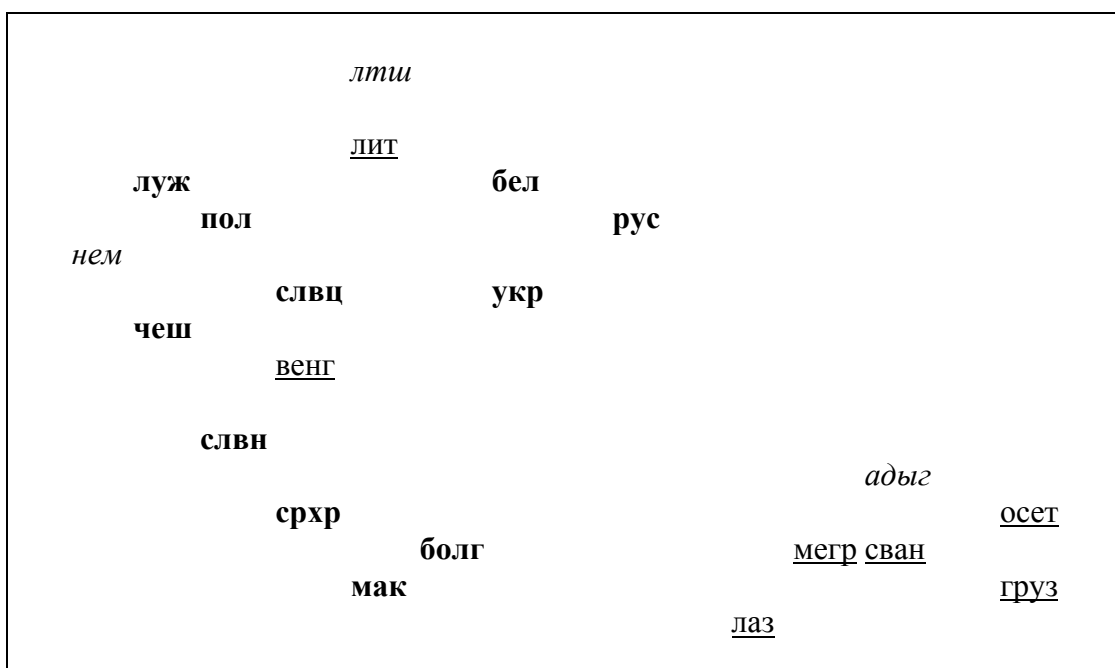 лтш
лит
луж бел
пол рус
нем
слвц укр
чеш
венг
слвн
адыг
срхр осет
болг мегр сван
мак груз
лаз